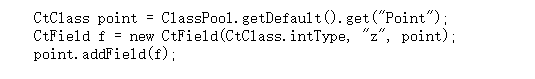 CtClass point = ClassPool.getDefault().get("Point");
CtField f = new CtField(CtClass.intType, "z", point);
point.addField(f);